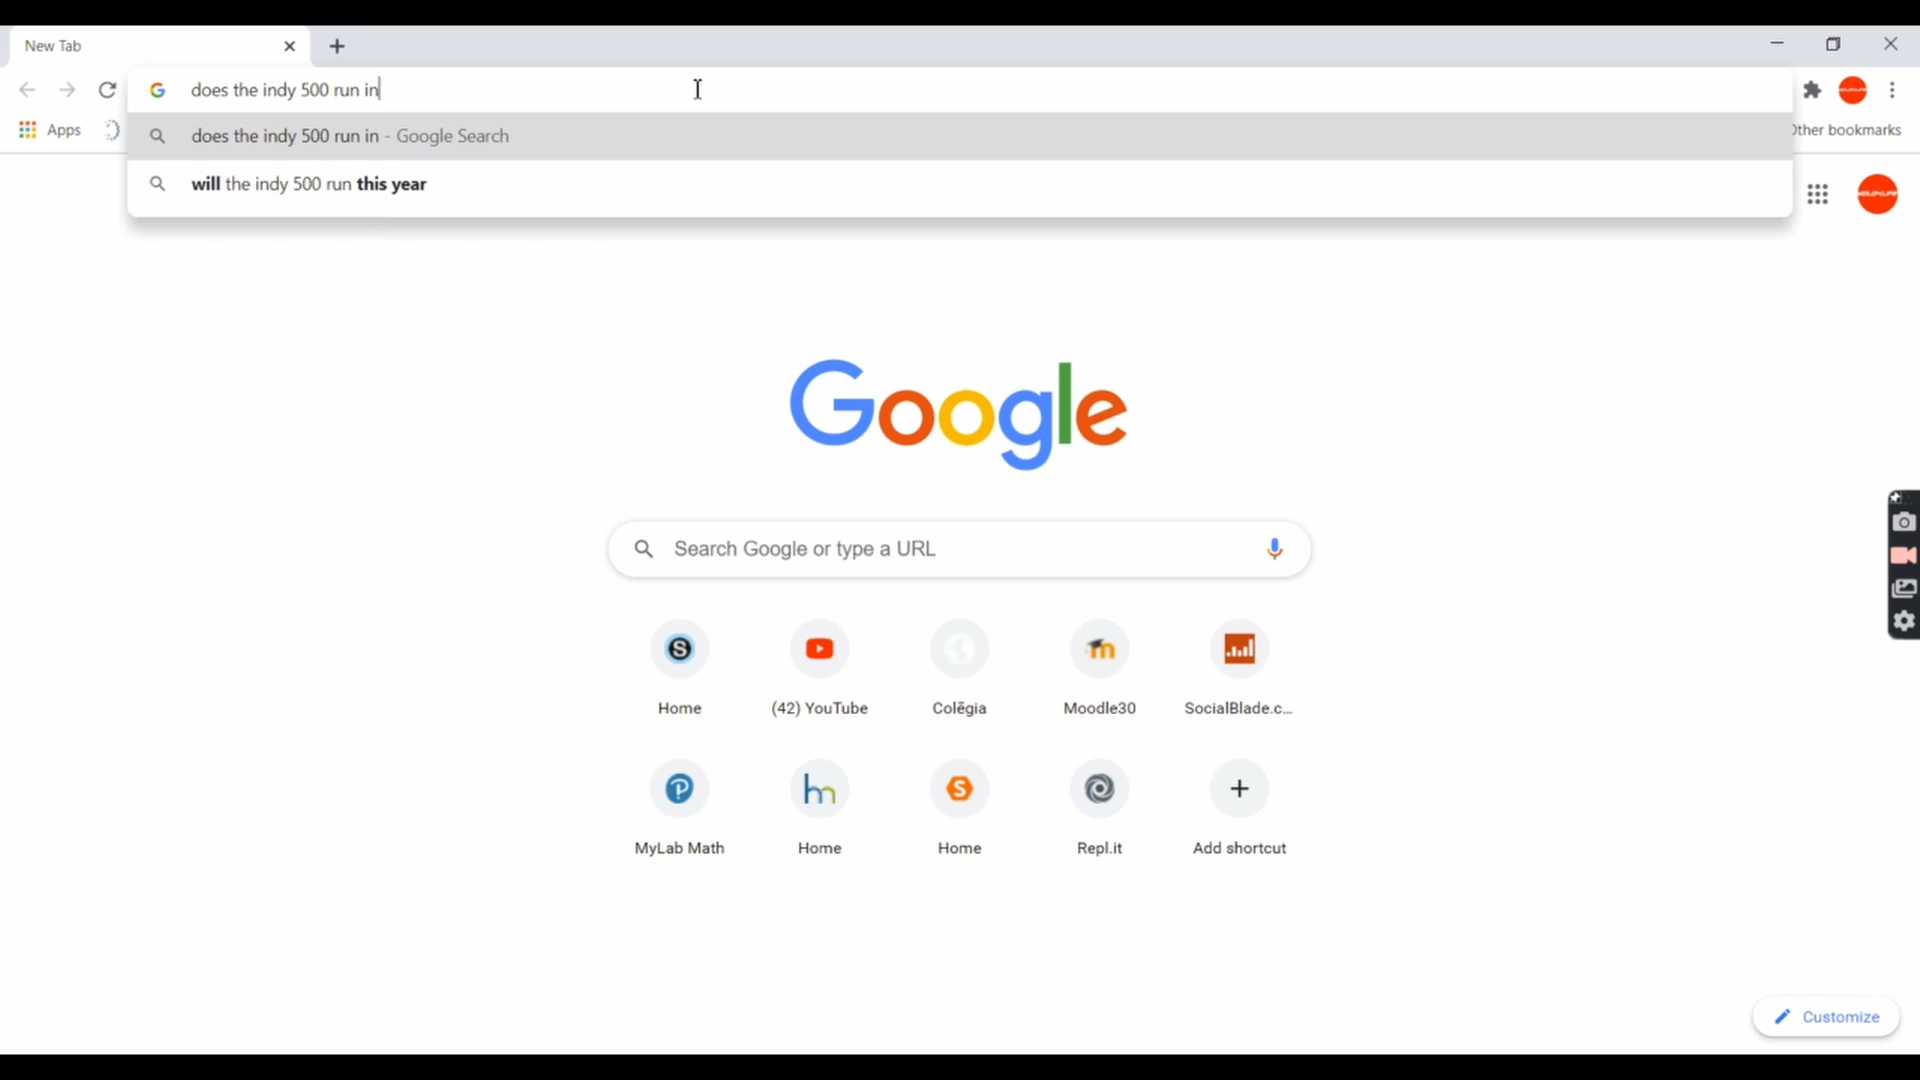 New Tab
does the indy 500 run in
Apps
does the indy 500 run in - Google Search
Other bookmarks
will the indy 500 run this year
Google
Search Google or type a URL
Home
(42) YouTube
Colēgia
Moodle30
SocialBlade.c...
MyLab Math
Home
Home
Repl.it
Add shortcut
Customize